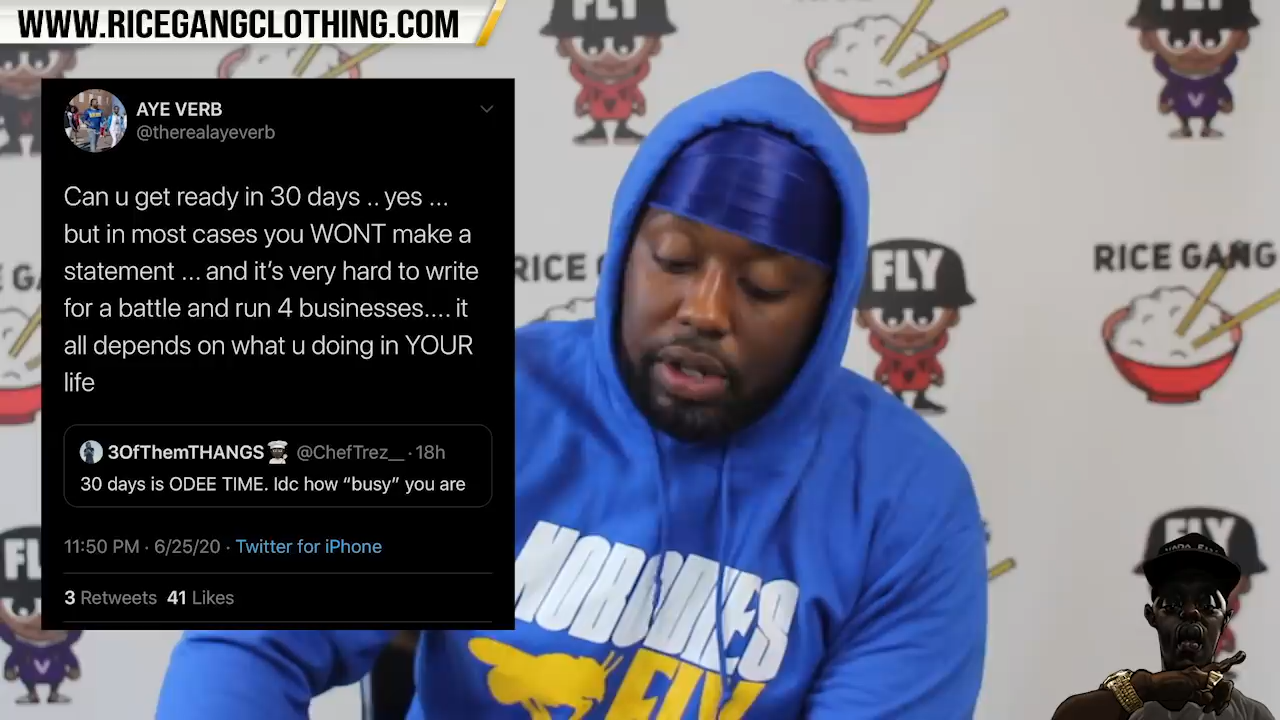 WWW.RICEGANGCLOTHING.COM
AYE VERB
@therealayeverb
Can u get ready in 30 days .. yes ...
but in most cases you WONT make a
statement ... and it's very hard to write
for a battle and run 4 businesses.... it
all depends on what u doing in YOUR
life
3OfThemTHANGS @ChefTrez__ · 18h
30 days is ODEE TIME. Idc how “busy” you are
11:50 PM · 6/25/20 · Twitter for iPhone
3 Retweets 41 Likes
FLY
FLY
RICE
RICE GANG
FLY
FLY
NOBODIES
FLY